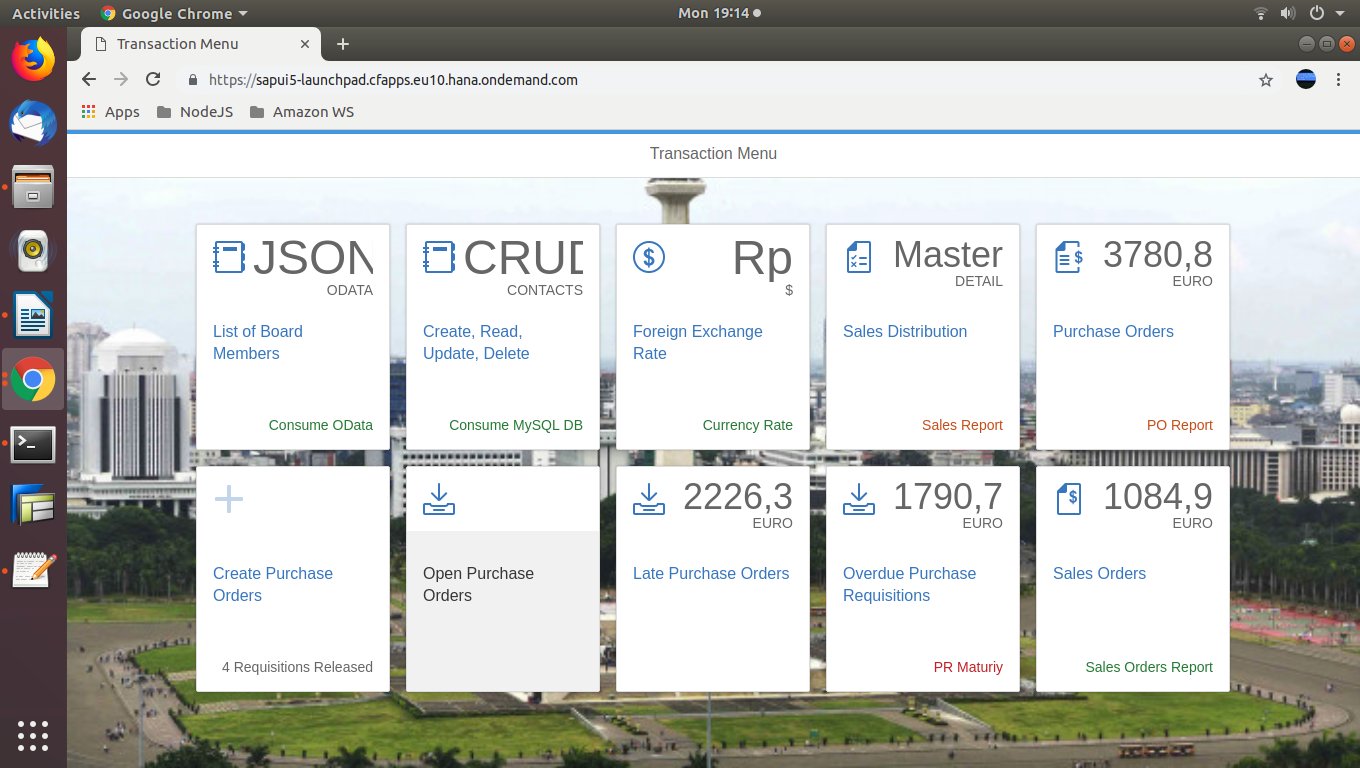 Activities
Google Chrome
Mon 19:14
Transaction Menu
https://sapui5-launchpad.cfapps.eu10.hana.ondemand.com
Apps
NodeJS
Amazon WS
Transaction Menu
JSON
ODATA
List of Board
Members
Consume OData
CRUD
CONTACTS
Create, Read,
Update, Delete
Consume MySQL DB
Rp
$
Foreign Exchange
Rate
Currency Rate
Master
DETAIL
Sales Distribution
Sales Report
3780,8
EURO
Purchase Orders
PO Report
Create Purchase
Orders
4 Requisitions Released
Open Purchase
Orders
2226,3
EURO
Late Purchase Orders
1790,7
EURO
Overdue Purchase
Requisitions
PR Maturiy
1084,9
EURO
Sales Orders
Sales Orders Report